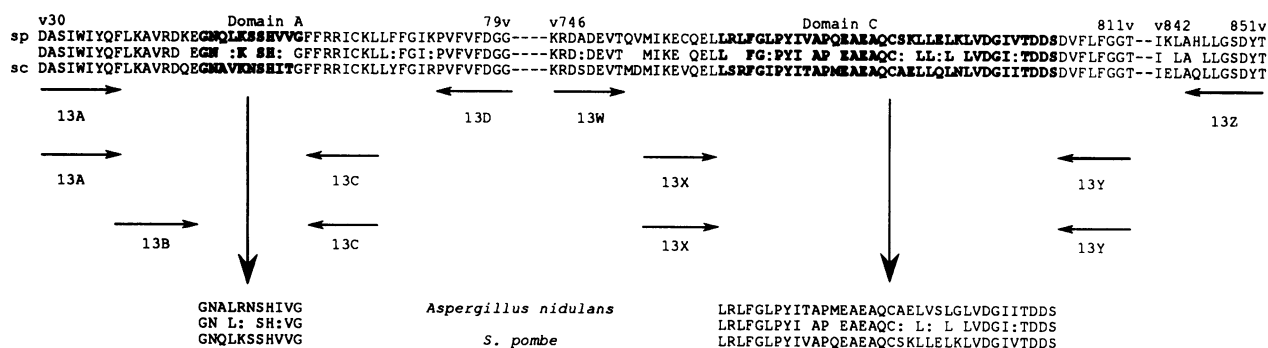 v30 Domain A 79v v746 Domain C 811v v842 851v
sp DASIWIYQFLKAVRDKEGNQLKSSHVVGFFRRICKLLFFGIKPVFVFDGG----KRDADEVTQVMIKECQELLRLFGLPYIVAPQEAEAQCSKLLELKLVDGIVTDDSDVFLFGGT--IKLAHLLGSDYT
DASIWIYQFLKAVRD EGN :K SH: GFFRRICKLL:FGI:PVFVFDGG----KR:DEVT MIKE QELL FG:PYI AP EAEAQC: LL:L LVDGI:TDDSDVFLFGGT--I LA LLGSDYT
sc DASIWIYQFLKAVRDQEGNAVKNSHITGFFRRICKLLYFGIRPVFVFDGG----KRDSDEVTMDMIKEVQELLSRFGIPYITAPMEAEAQCAELLQLNLVDGIITDDSDVFLFGGT--IELAQLLGSDYT
13A 13D 13W 13Z
13A 13C 13X 13Y
13B 13C 13X 13Y
GNALRNSHIVG Aspergillus nidulans LRLFGLPYITAPMEAEAQCAELVSLGLVDGIITDDS
GN L: SH:VG LRLFGLPYI AP EAEAQC: L: L LVDGI:TDDS
GNQLKSSHVVG S. pombe LRLFGLPYIVAPQEAEAQCSKLLELKLVDGIVTDDS